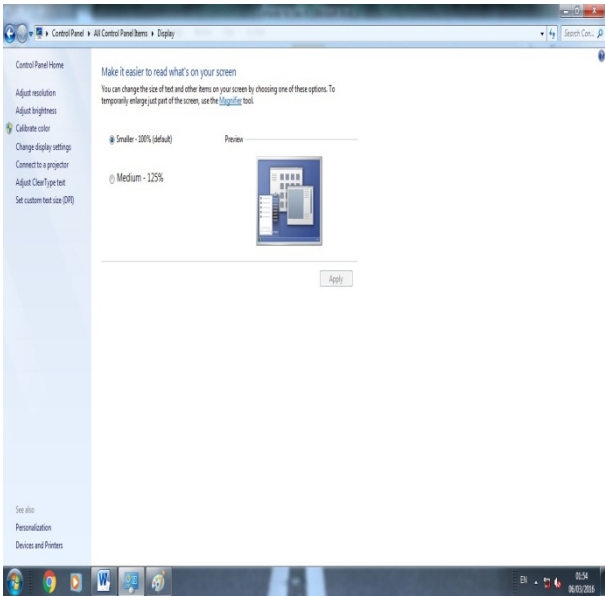 Control Panel ▸ All Control Panel Items ▸ Display
Search Con...
Control Panel Home
Adjust resolution
Adjust brightness
Calibrate color
Change display settings
Connect to a projector
Adjust ClearType text
Set custom text size (DPI)
Make it easier to read what's on your screen
You can change the size of text and other items on your screen by choosing one of these options. To
temporarily enlarge just part of the screen, use the Magnifier tool.
Smaller - 100% (default)
Preview
Medium - 125%
Apply
See also
Personalization
Devices and Printers
EN
01:54
06/03/2016